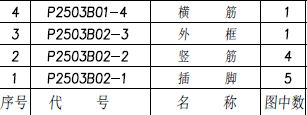 4 P2503B01-4 横 筋 1
3 P2503B02-3 外 框 1
2 P2503B02-2 竖 筋 4
1 P2503B02-1 插 脚 5
序号 代 号 名 称 图中数